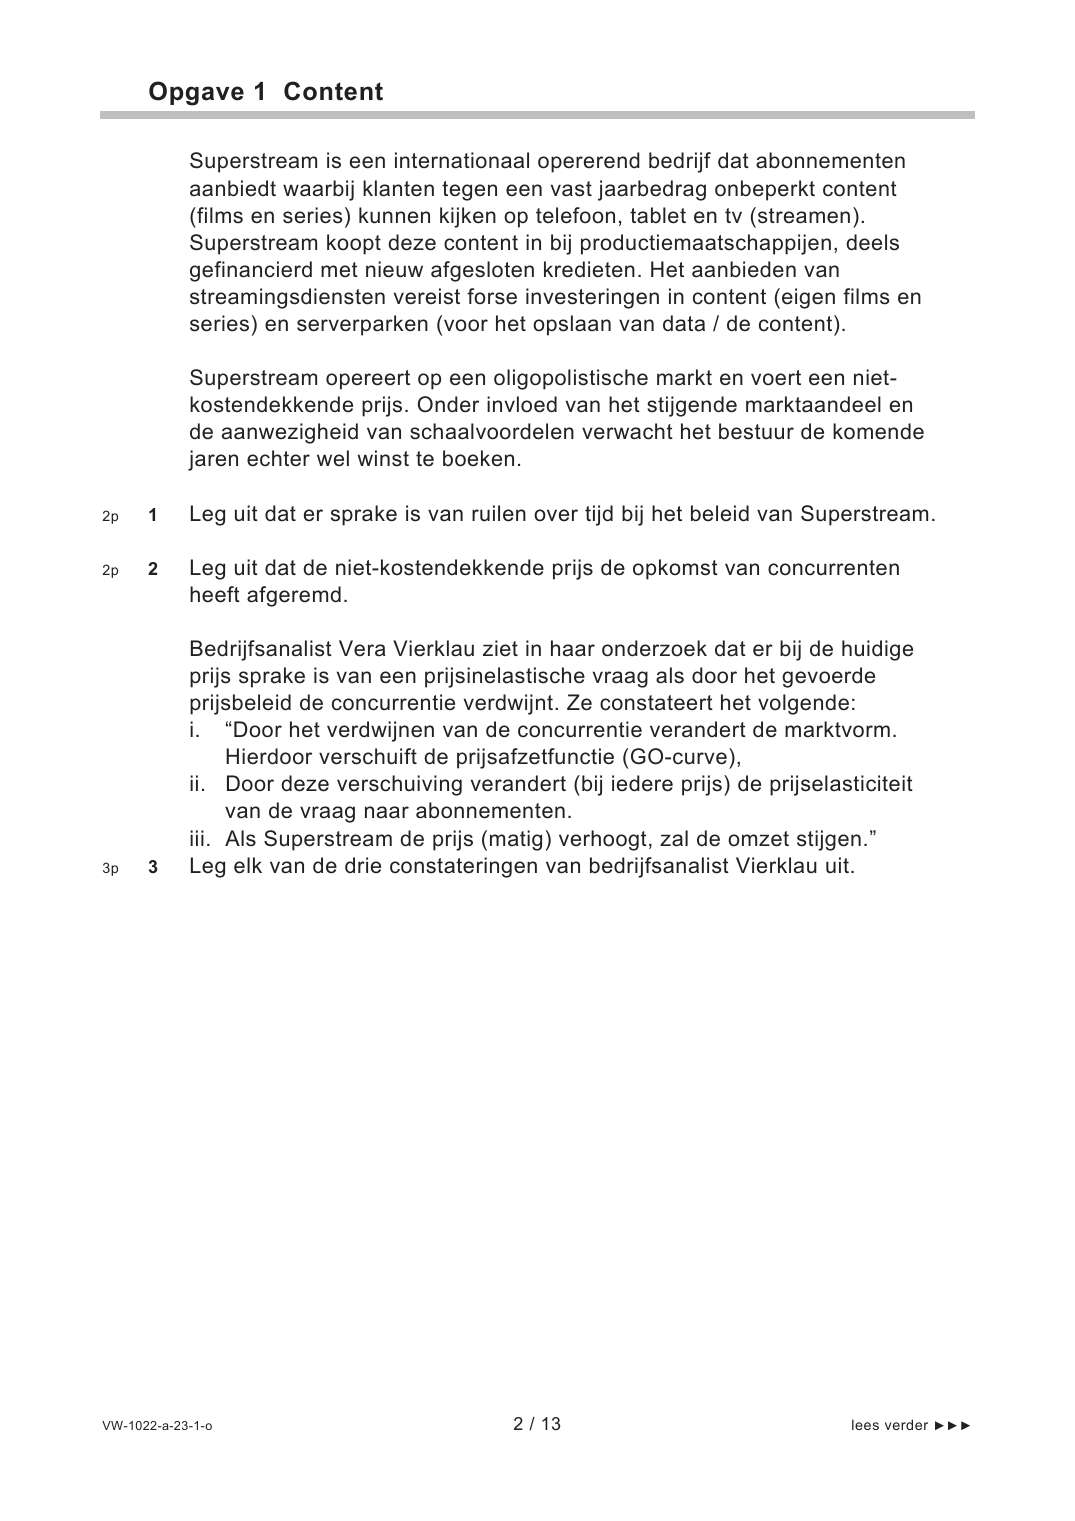 Opgave 1 Content
Superstream is een internationaal opererend bedrijf dat abonnementen
aanbiedt waarbij klanten tegen een vast jaarbedrag onbeperkt content
(films en series) kunnen kijken op telefoon, tablet en tv (streamen).
Superstream koopt deze content in bij productiemaatschappijen, deels
gefinancierd met nieuw afgesloten kredieten. Het aanbieden van
streamingsdiensten vereist forse investeringen in content (eigen films en
series) en serverparken (voor het opslaan van data / de content).
Superstream opereert op een oligopolistische markt en voert een niet-
kostendekkende prijs. Onder invloed van het stijgende marktaandeel en
de aanwezigheid van schaalvoordelen verwacht het bestuur de komende
jaren echter wel winst te boeken.
2p 1 Leg uit dat er sprake is van ruilen over tijd bij het beleid van Superstream.
2p 2 Leg uit dat de niet-kostendekkende prijs de opkomst van concurrenten
heeft afgeremd.
Bedrijfsanalist Vera Vierklau ziet in haar onderzoek dat er bij de huidige
prijs sprake is van een prijsinelastische vraag als door het gevoerde
prijsbeleid de concurrentie verdwijnt. Ze constateert het volgende:
i. “Door het verdwijnen van de concurrentie verandert de marktvorm.
Hierdoor verschuift de prijsafzetfunctie (GO-curve),
ii. Door deze verschuiving verandert (bij iedere prijs) de prijselasticiteit
van de vraag naar abonnementen.
iii. Als Superstream de prijs (matig) verhoogt, zal de omzet stijgen.”
3p 3 Leg elk van de drie constateringen van bedrijfsanalist Vierklau uit.
VW-1022-a-23-1-o 2 / 13 lees verder ►►►